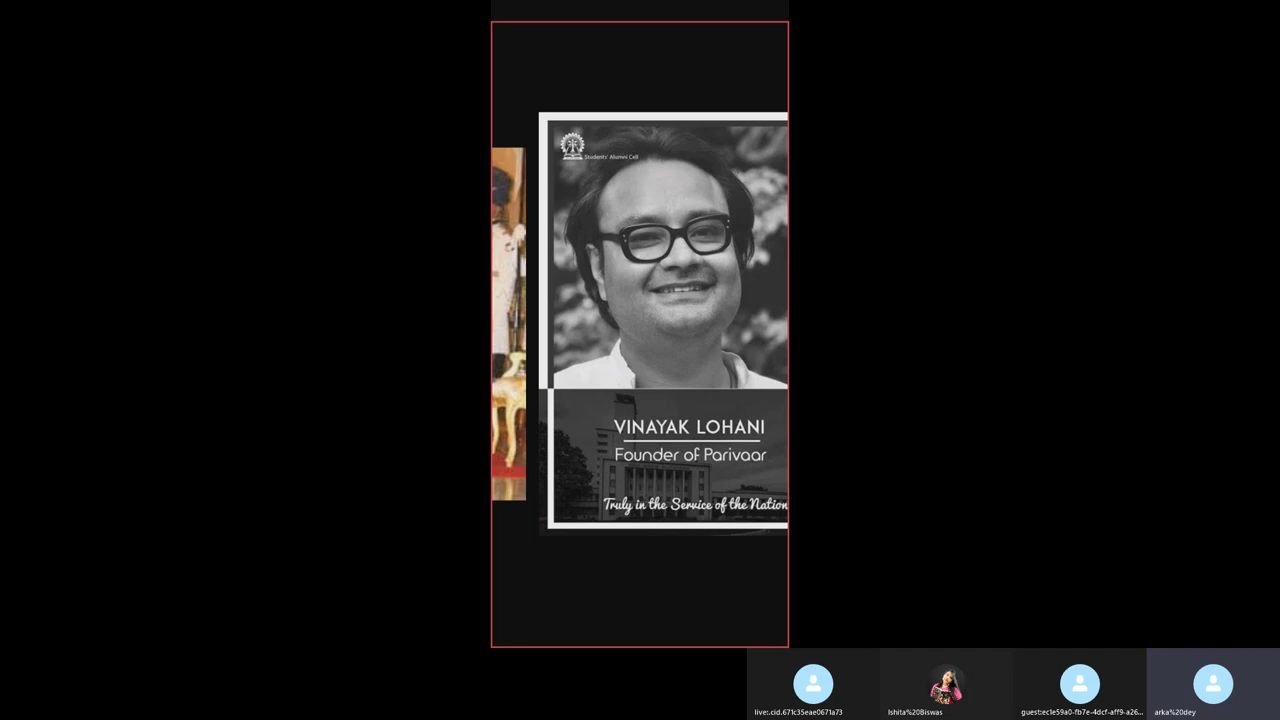 Students' Alumni Cell
VINAYAK LOHANI
Founder of Parivaar
Truly in the Service of the Nation
live:.cid.671c35eae0671a73
Ishita%20Biswas
guest:ec1e59a0-fb7e-4dcf-aff9-a26...
arka%20dey